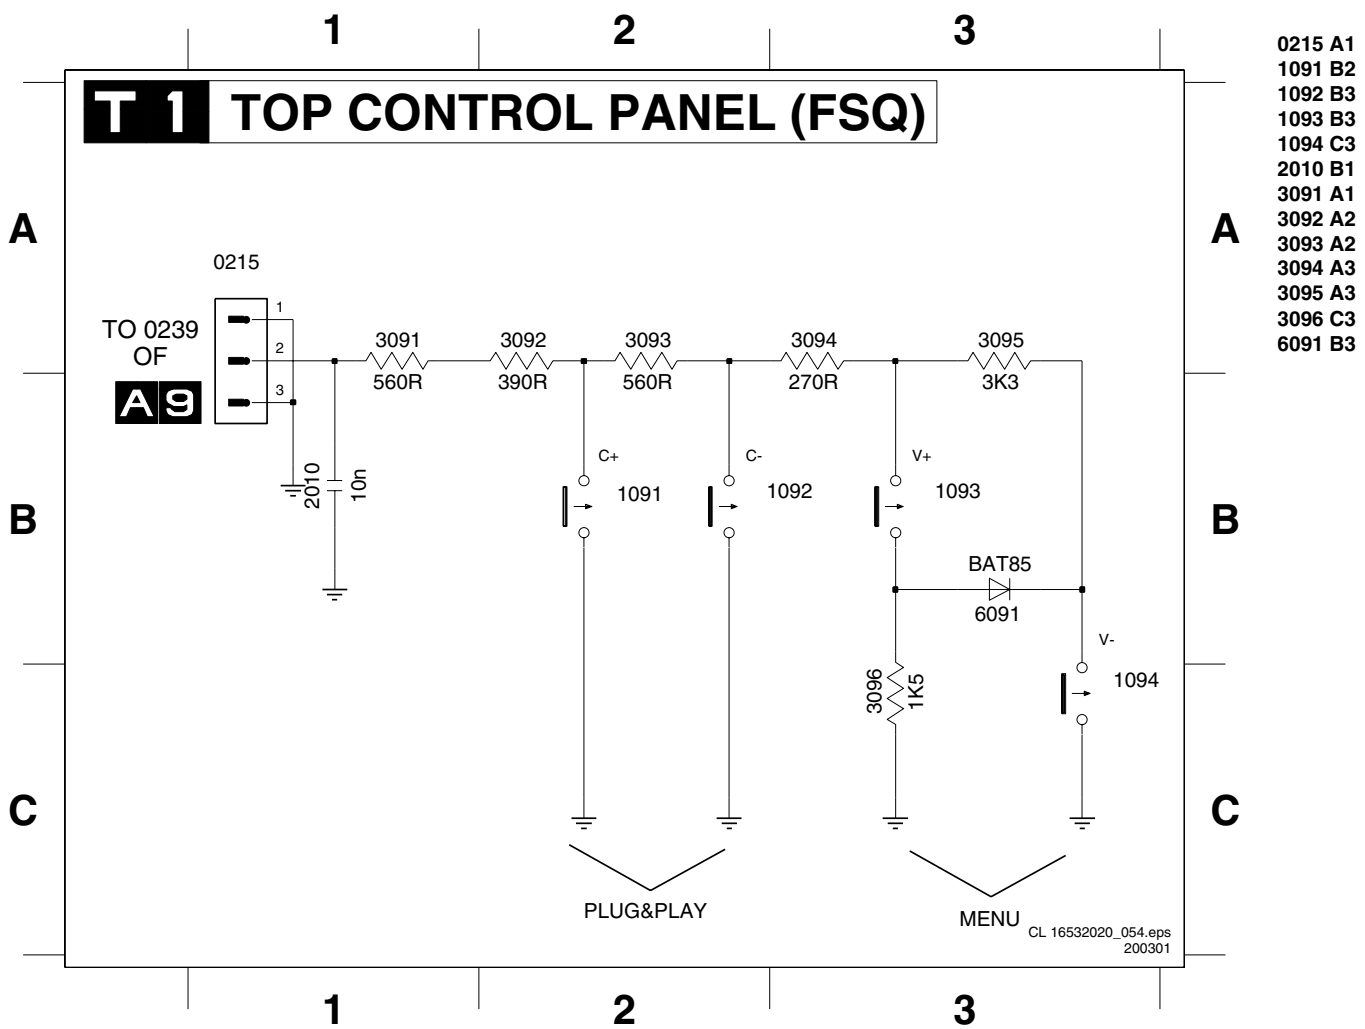 1 2 3
T 1 TOP CONTROL PANEL (FSQ)
0215 A1
1091 B2
1092 B3
1093 B3
1094 C3
2010 B1
3091 A1
3092 A2
3093 A2
3094 A3
3095 A3
3096 C3
6091 B3
A A
0215
TO 0239
OF
A 9
1
2
3
3091 3092 3093 3094 3095
560R 390R 560R 270R 3K3
C+ C- V+
2010 10n
1091 1092 1093
B B
BAT85
6091
V-
3096 1K5
1094
C C
PLUG&PLAY MENU
CL 16532020_054.eps
200301
1 2 3